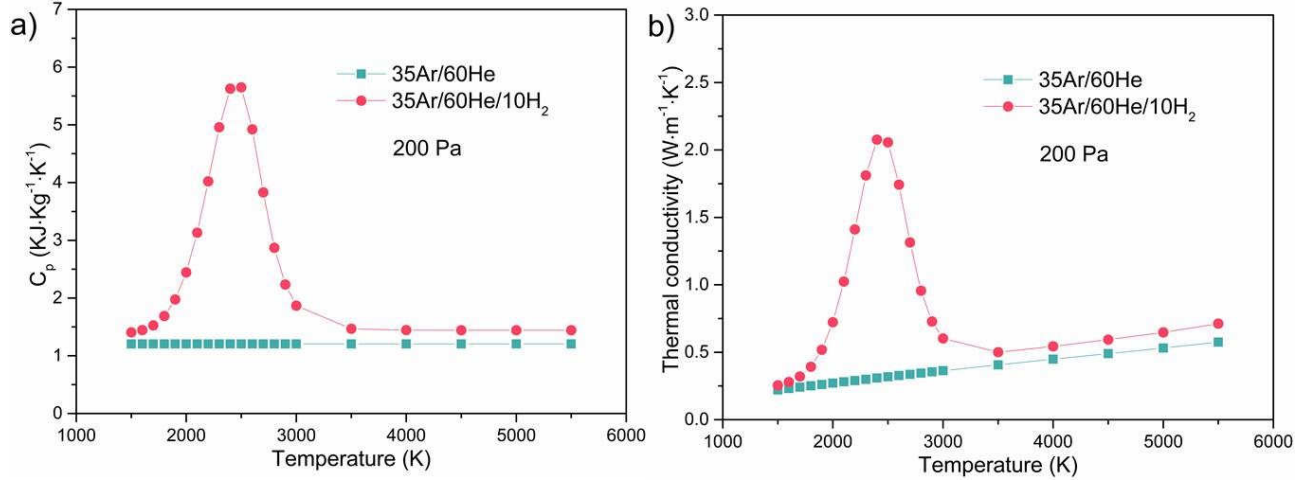 a)
7
6
5
4
3
2
1
0
C_p (KJ·Kg⁻¹·K⁻¹)
35Ar/60He
35Ar/60He/10H₂
200 Pa
1000 2000 3000 4000 5000 6000
Temperature (K)
b)
3.0
2.5
2.0
1.5
1.0
0.5
0.0
Thermal conductivity (W·m⁻¹·K⁻¹)
35Ar/60He
35Ar/60He/10H₂
200 Pa
1000 2000 3000 4000 5000 6000
Temperature (K)